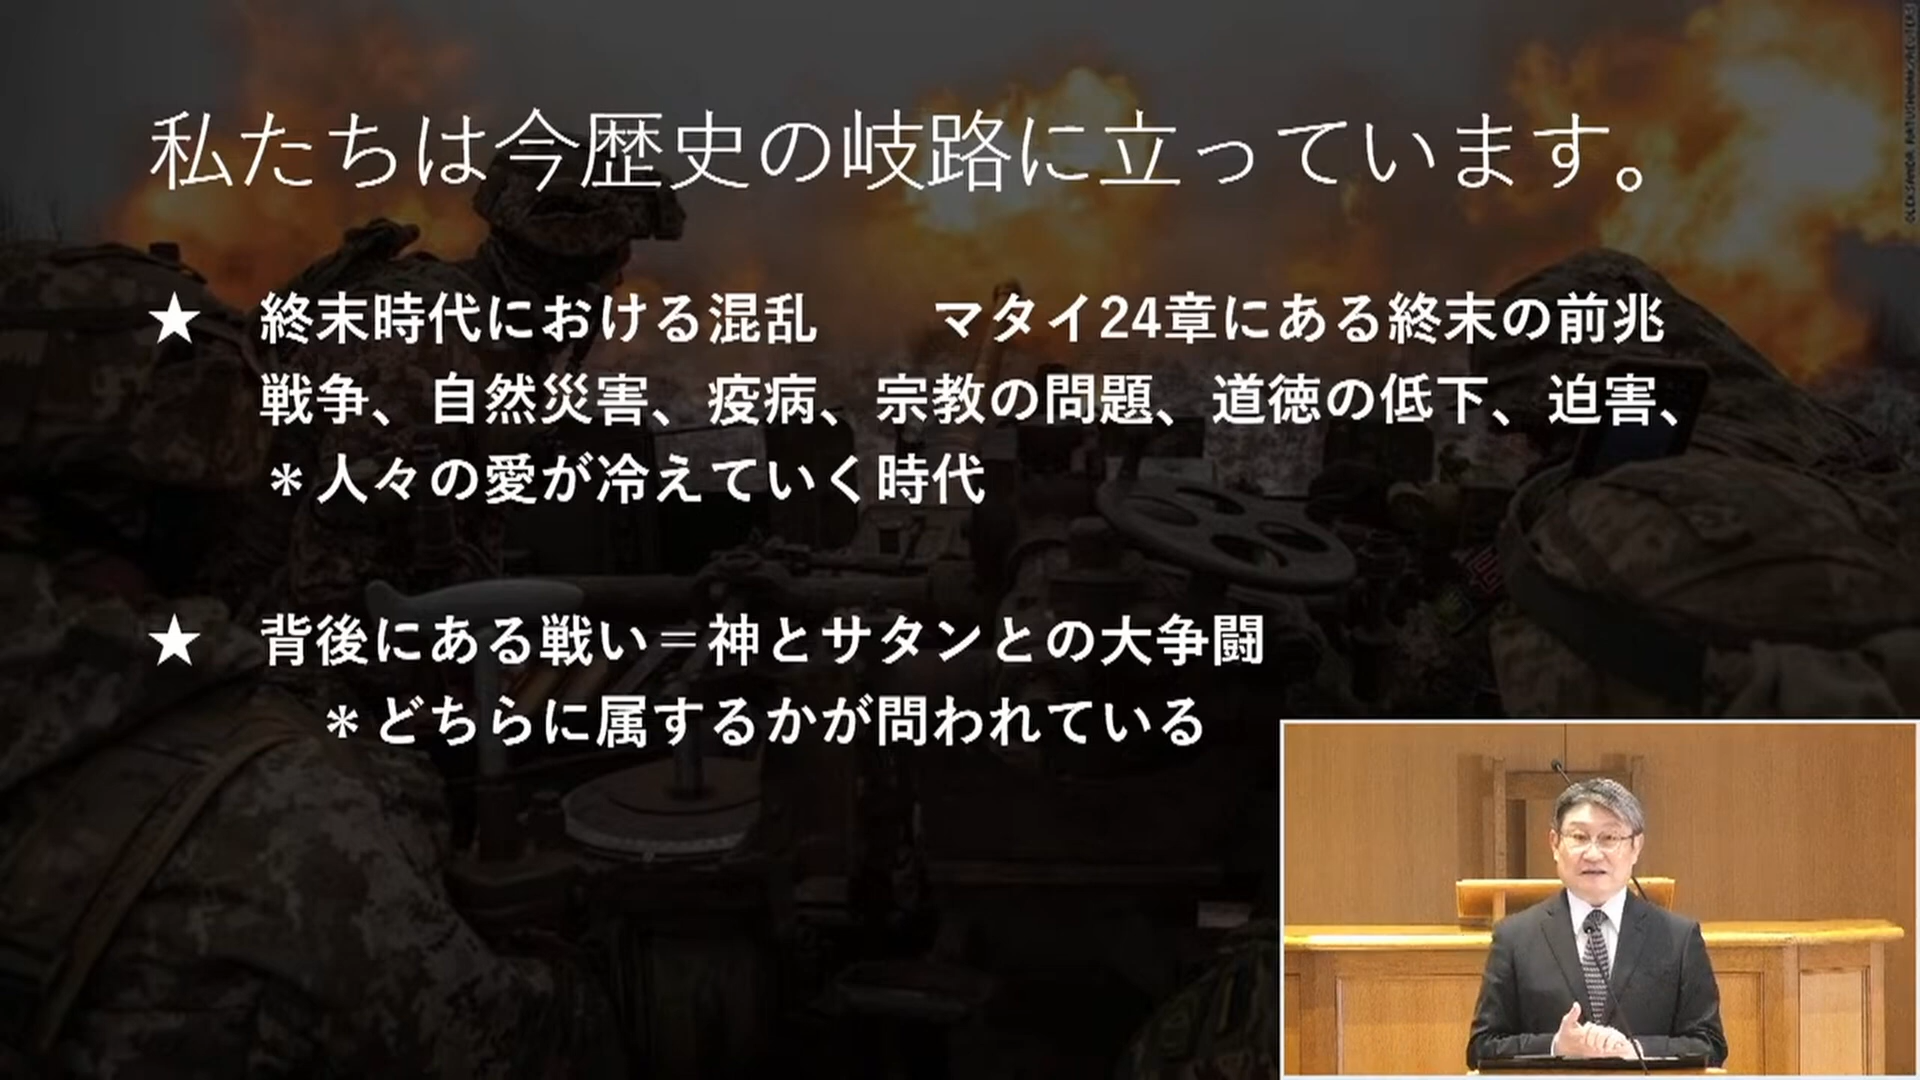 私たちは今歴史の岐路に立っています。
★ 終末時代における混乱　　マタイ24章にある終末の前兆
戦争、自然災害、疫病、宗教の問題、道徳の低下、迫害、
＊人々の愛が冷えていく時代
★ 背後にある戦い＝神とサタンとの大争闘
＊どちらに属するかが問われている